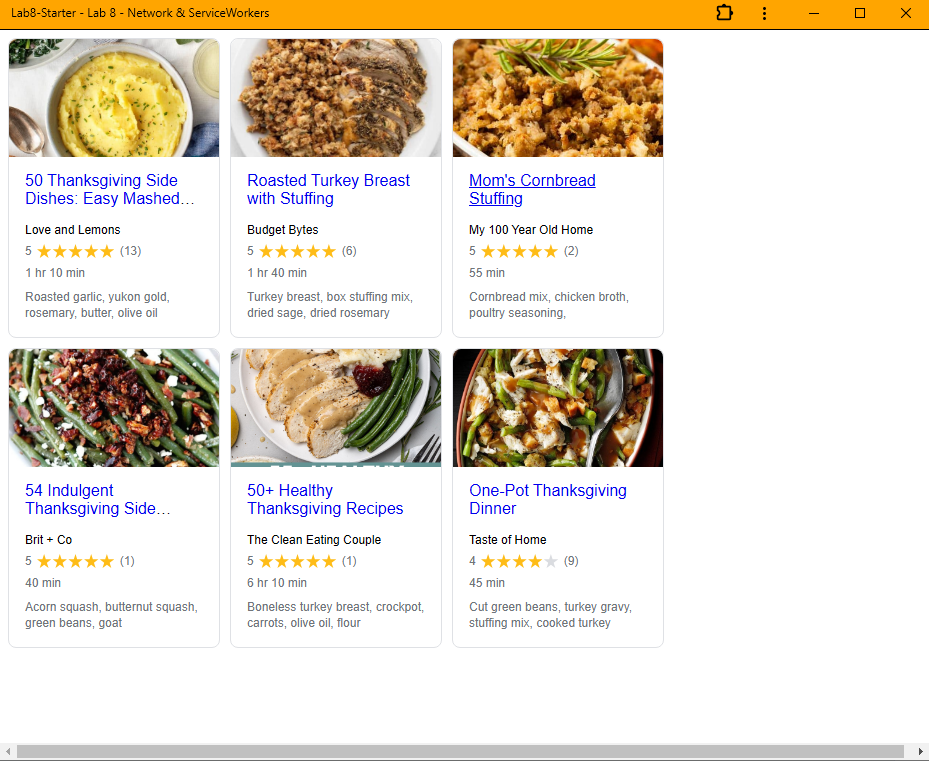 Lab8-Starter - Lab 8 - Network & ServiceWorkers
50 Thanksgiving Side
Dishes: Easy Mashed…
Love and Lemons
5 (13)
1 hr 10 min
Roasted garlic, yukon gold,
rosemary, butter, olive oil
Roasted Turkey Breast
with Stuffing
Budget Bytes
5 (6)
1 hr 40 min
Turkey breast, box stuffing mix,
dried sage, dried rosemary
Mom's Cornbread
Stuffing
My 100 Year Old Home
5 (2)
55 min
Cornbread mix, chicken broth,
poultry seasoning,
54 Indulgent
Thanksgiving Side…
Brit + Co
5 (1)
40 min
Acorn squash, butternut squash,
green beans, goat
50+ Healthy
Thanksgiving Recipes
The Clean Eating Couple
5 (1)
6 hr 10 min
Boneless turkey breast, crockpot,
carrots, olive oil, flour
One-Pot Thanksgiving
Dinner
Taste of Home
4 (9)
45 min
Cut green beans, turkey gravy,
stuffing mix, cooked turkey